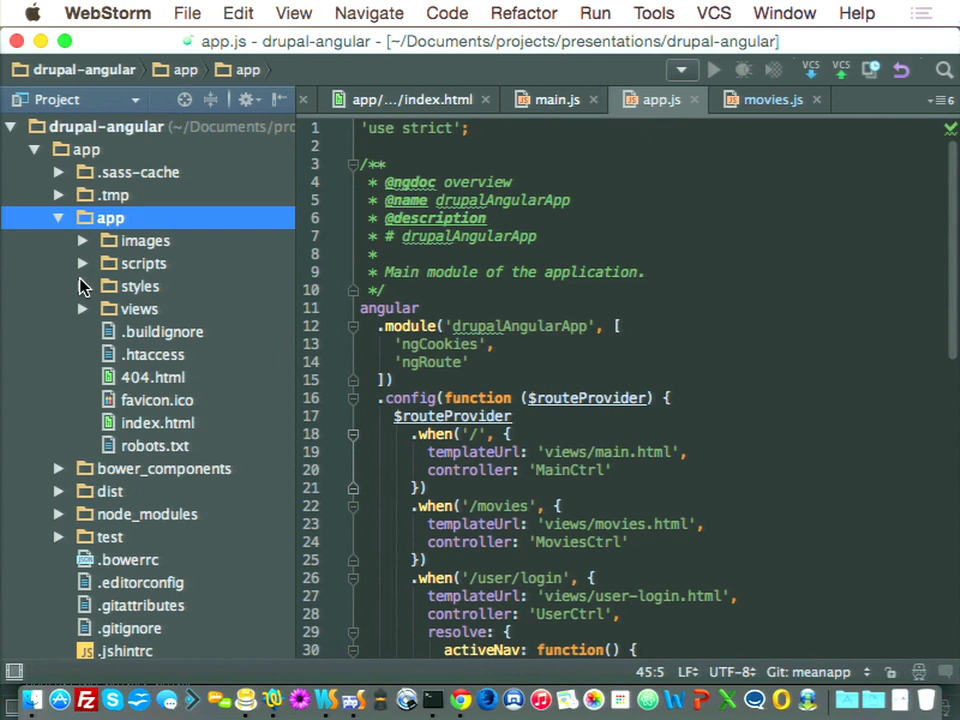 WebStorm File Edit View Navigate Code Refactor Run Tools VCS Window Help
app.js - drupal-angular - [~/Documents/projects/presentations/drupal-angular]
drupal-angular app app
VCS VCS
Project
app/.../index.html main.js app.js movies.js 6
drupal-angular (~/Documents/pro
app
.sass-cache
.tmp
app
images
scripts
styles
views
.buildignore
.htaccess
404.html
favicon.ico
index.html
robots.txt
bower_components
dist
node_modules
test
.bowerrc
.editorconfig
.gitattributes
.gitignore
.jshintrc
1 'use strict';
2
3 /**
4 * @ngdoc overview
5 * @name drupalAngularApp
6 * @description
7 * # drupalAngularApp
8 *
9 * Main module of the application.
10 */
11 angular
12 .module('drupalAngularApp', [
13 'ngCookies',
14 'ngRoute'
15 ])
16 .config(function ($routeProvider) {
17 $routeProvider
18 .when('/', {
19 templateUrl: 'views/main.html',
20 controller: 'MainCtrl'
21 })
22 .when('/movies', {
23 templateUrl: 'views/movies.html',
24 controller: 'MoviesCtrl'
25 })
26 .when('/user/login', {
27 templateUrl: 'views/user-login.html',
28 controller: 'UserCtrl',
29 resolve: {
30 activeNav: function() {
45:5 LF UTF-8 Git: meanapp